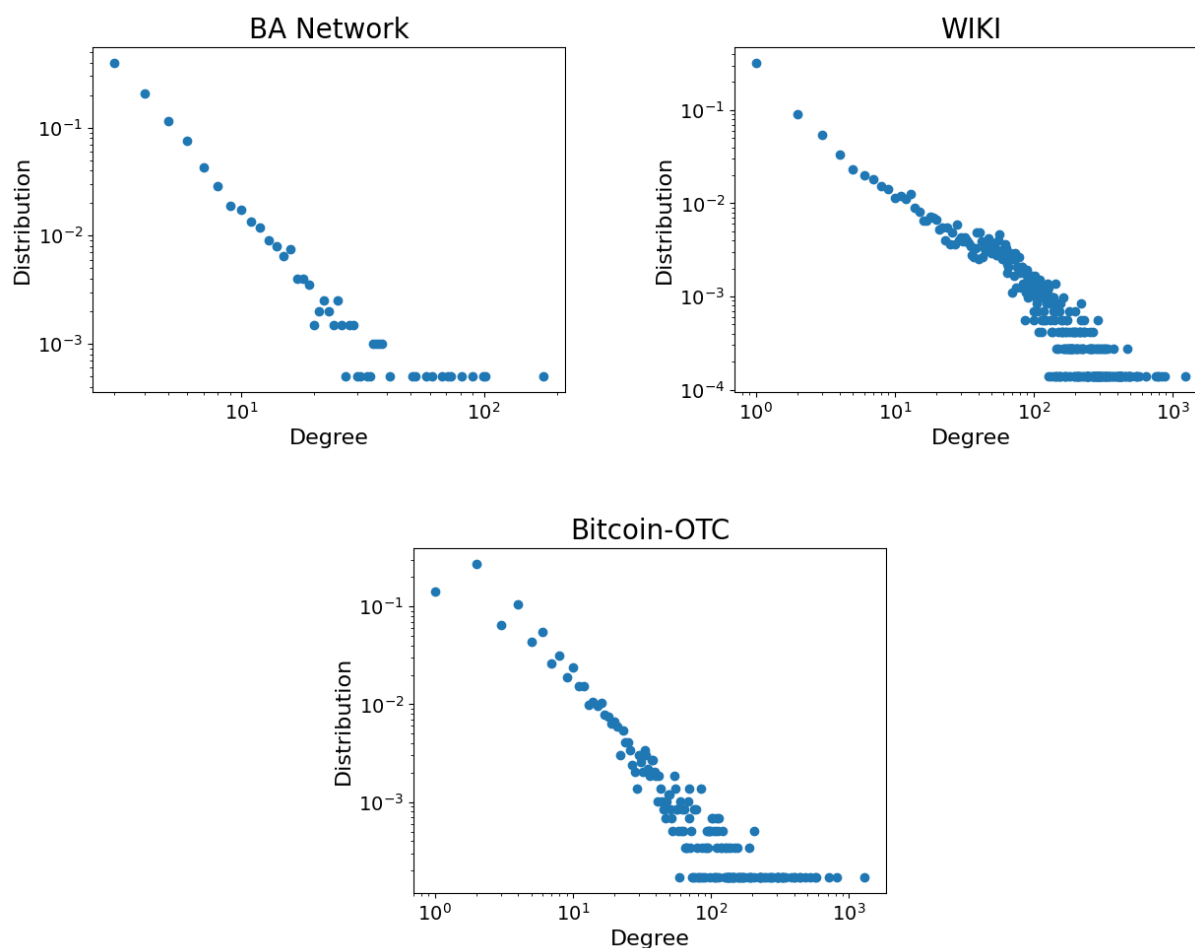 BA Network
Distribution
10^{-1}
10^{-2}
10^{-3}
10^{1}
10^{2}
Degree
WIKI
Distribution
10^{-1}
10^{-2}
10^{-3}
10^{-4}
10^{0}
10^{1}
10^{2}
10^{3}
Degree
Bitcoin-OTC
Distribution
10^{-1}
10^{-2}
10^{-3}
10^{0}
10^{1}
10^{2}
10^{3}
Degree